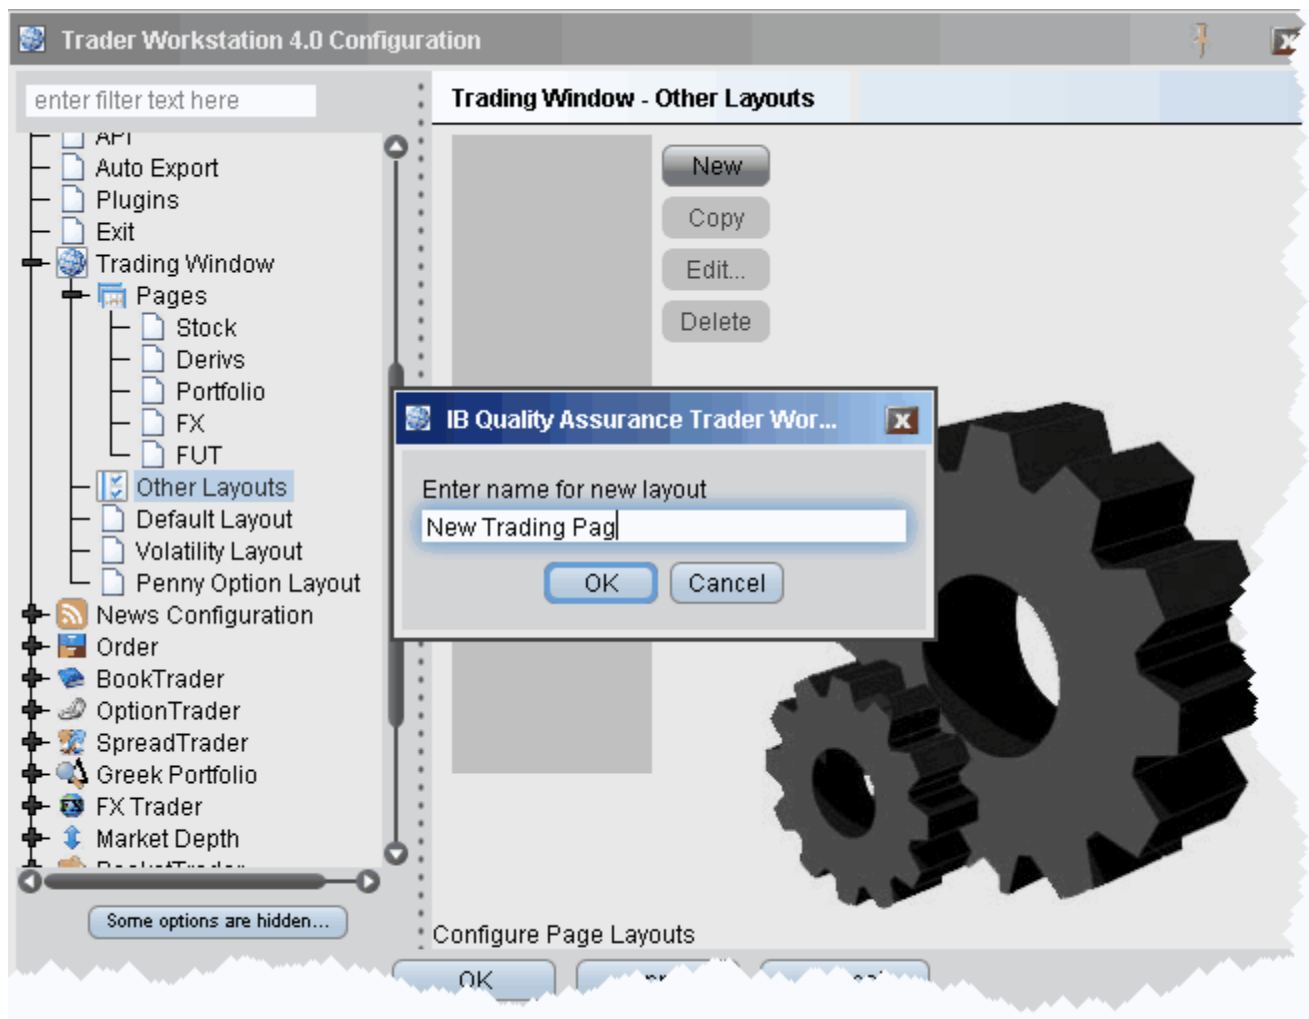 Trader Workstation 4.0 Configuration
enter filter text here
API
Auto Export
Plugins
Exit
Trading Window
Pages
Stock
Derivs
Portfolio
FX
FUT
Other Layouts
Default Layout
Volatility Layout
Penny Option Layout
News Configuration
Order
BookTrader
OptionTrader
SpreadTrader
Greek Portfolio
FX Trader
Market Depth
Some options are hidden...
Trading Window - Other Layouts
New
Copy
Edit...
Delete
IB Quality Assurance Trader Wor...
Enter name for new layout
New Trading Pag
OK
Cancel
Configure Page Layouts
OK